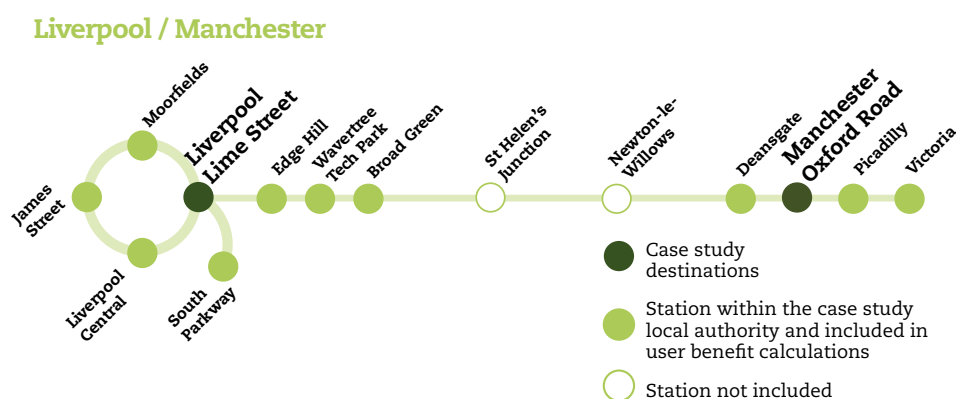 Liverpool / Manchester
Moorfields
James
Street
Liverpool
Central
Liverpool
Lime Street
South
Parkway
Edge Hill
Wavertree
Tech Park
Broad Green
St Helen's
Junction
Newton-le-
Willows
Deansgate
Manchester
Oxford Road
Picadilly
Victoria
Case study
destinations
Station within the case study
local authority and included in
user benefit calculations
Station not included